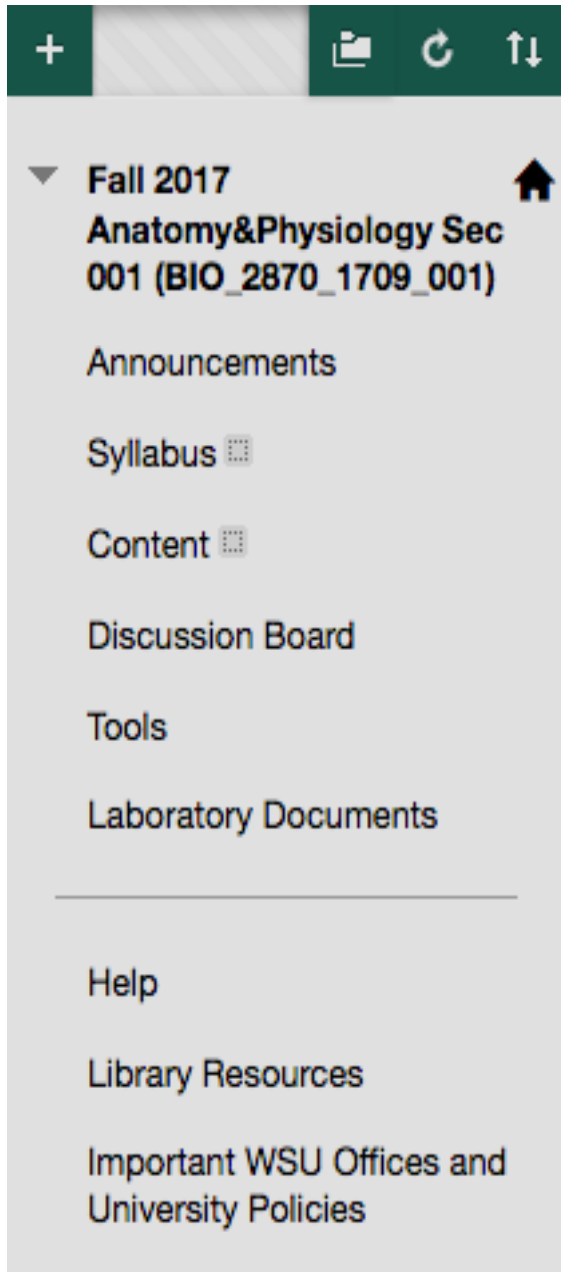 Fall 2017
Anatomy&Physiology Sec
001 (BIO_2870_1709_001)
Announcements
Syllabus
Content
Discussion Board
Tools
Laboratory Documents
Help
Library Resources
Important WSU Offices and
University Policies